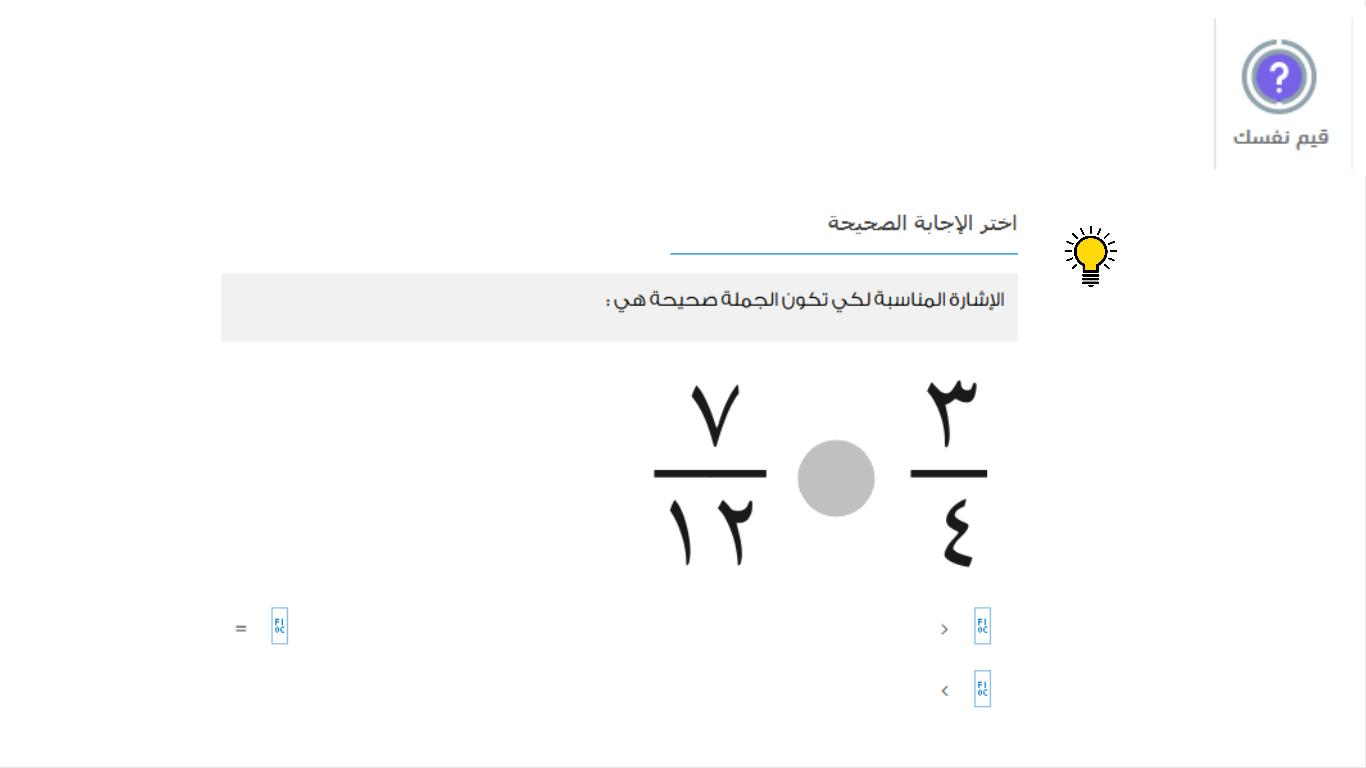 قيم نفسك
اختر الإجابة الصحيحة
الإشارة المناسبة لكي تكون الجملة صحيحة هي :
٣ ٧
٤ ١٢
> =
<